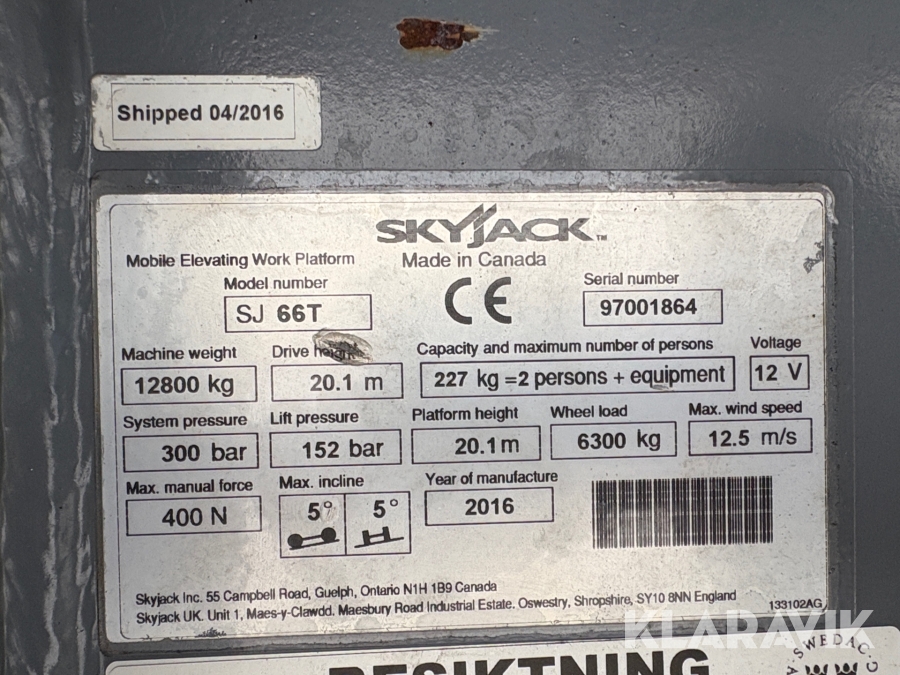 Shipped 04/2016
SKYJACK™
Mobile Elevating Work Platform
Made in Canada
Model number
SJ 66T
CE
Serial number
97001864
Machine weight
12800 kg
Drive height
20.1 m
Capacity and maximum number of persons
227 kg =2 persons + equipment
Voltage
12 V
System pressure
300 bar
Lift pressure
152 bar
Platform height
20.1m
Wheel load
6300 kg
Max. wind speed
12.5 m/s
Max. manual force
400 N
Max. incline
5° 5°
Year of manufacture
2016
Skyjack Inc. 55 Campbell Road, Guelph, Ontario N1H 1B9 Canada
Skyjack UK. Unit 1, Maes-y-Clawdd. Maesbury Road Industrial Estate. Oswestry, Shropshire, SY10 8NN England
133102AG
KLARAVIK
BESIKTNING
SWEDAC